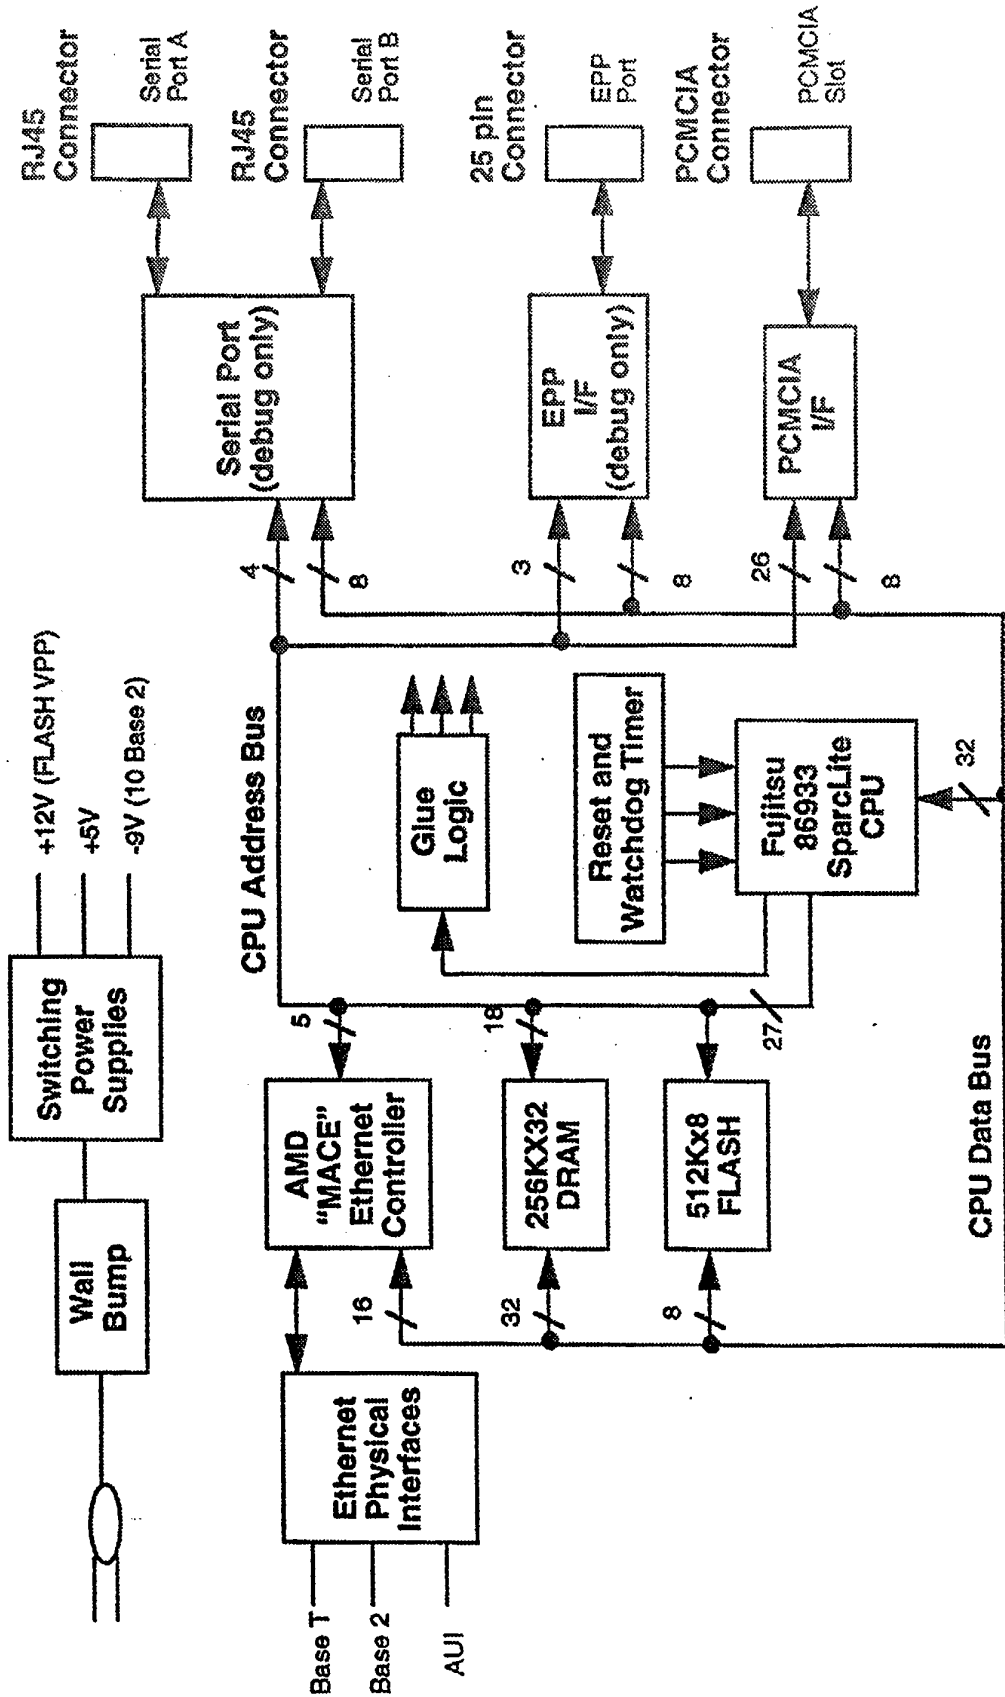 Switching
Power
Supplies
+12V (FLASH VPP)
+5V
-9V (10 Base 2)
Wall
Bump
RJ45
Connector
Serial
Port A
RJ45
Connector
Serial
Port B
25 pin
Connector
EPP
Port
PCMCIA
Connector
PCMCIA
Slot
Serial Port
(debug only)
EPP
I/F
(debug only)
PCMCIA
I/F
4
8
3
8
26
8
CPU Address Bus
Glue
Logic
Reset and
Watchdog Timer
Fujitsu
86933
SparcLite
CPU
32
5
18
27
AMD
“MACE”
Ethernet
Controller
256KX32
DRAM
512Kx8
FLASH
16
32
8
CPU Data Bus
Ethernet
Physical
Interfaces
Base T
Base 2
AUI